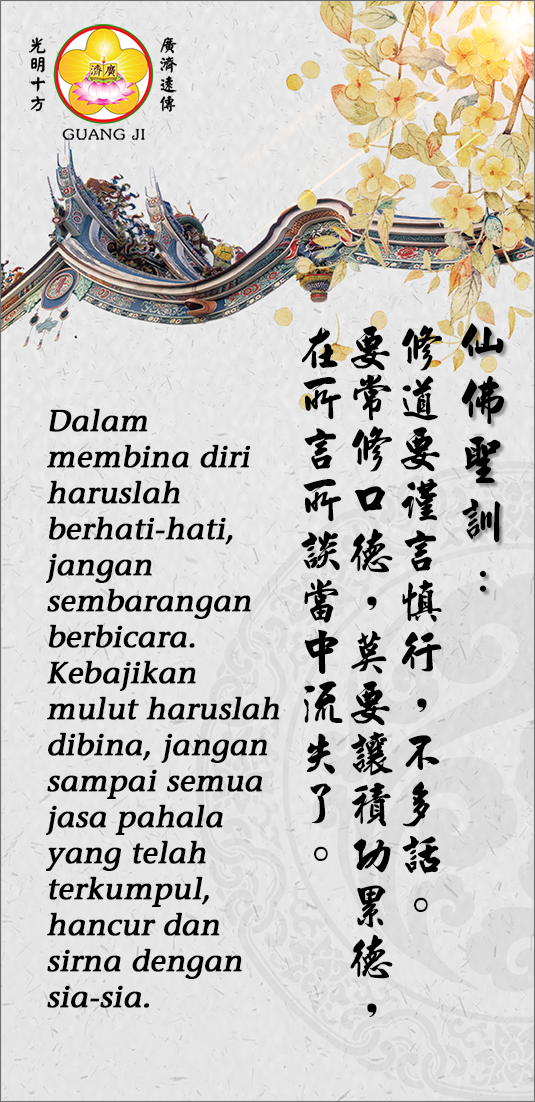 光明十方
廣濟遠傳
廣濟
GUANG JI
仙佛聖訓：
修道要謹言慎行，不多話。
要常修口德，莫要讓積功累德，
在所言所談當中流失了。
Dalam
membina diri
haruslah
berhati-hati,
jangan
sembarangan
berbicara.
Kebajikan
mulut haruslah
dibina, jangan
sampai semua
jasa pahala
yang telah
terkumpul,
hancur dan
sirna dengan
sia-sia.